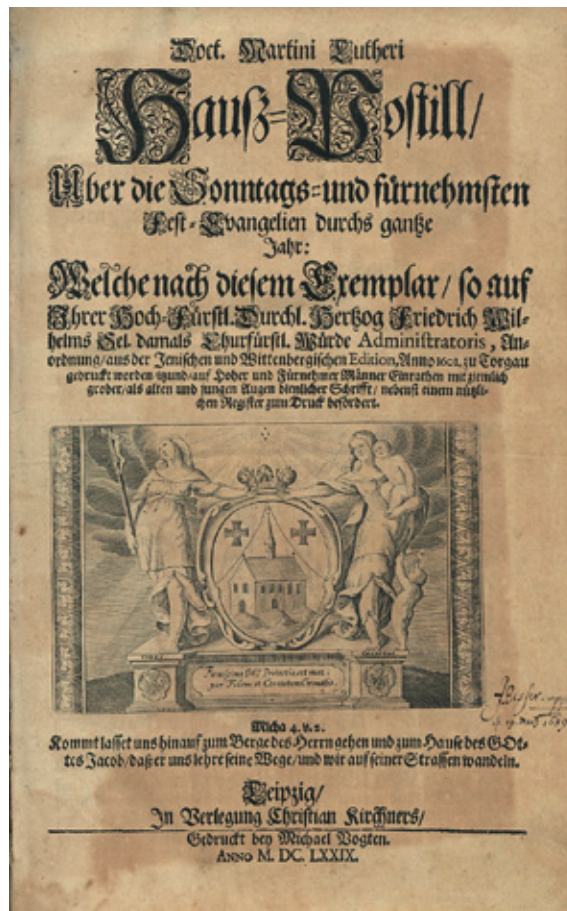 Doct. Martini Lutheri
Hauß-Postill/
Uber die Sonntags-und fürnehmsten
Fest-Evangelien durchs gantze
Jahr:
Welche nach diesem Exemplar/ so auf
Ihrer Hoch-Fürstl. Durchl. Hertzog Friedrich Wil-
helms Sel. damals Churfürstl. Würde Administratoris, An-
ordnung/aus der Jenischen und Wittenbergischen Edition, Anno 1601. zu Torgau
gedruckt worden/itzund/auf Hoher und Fürnehmer Männer Einrathen mit ziemlich
grober/als alten und jungen Augen dienlicher Schrifft/ nebenst einem nützli-
chen Register zum Druck befördert.
per Fidem et
Micha 4. v. 2.
Kommt lasset uns hinauf zum Berge des Herrn gehen und zum Hause des GOt-
tes Jacob/daß er uns lehre seine Wege/und wir auf seiner Strassen wandeln.
Leipzig/
In Verlegung Christian Kirchners/
Gedruckt bey Michael Vogten.
ANNO M. DC. LXXIX.